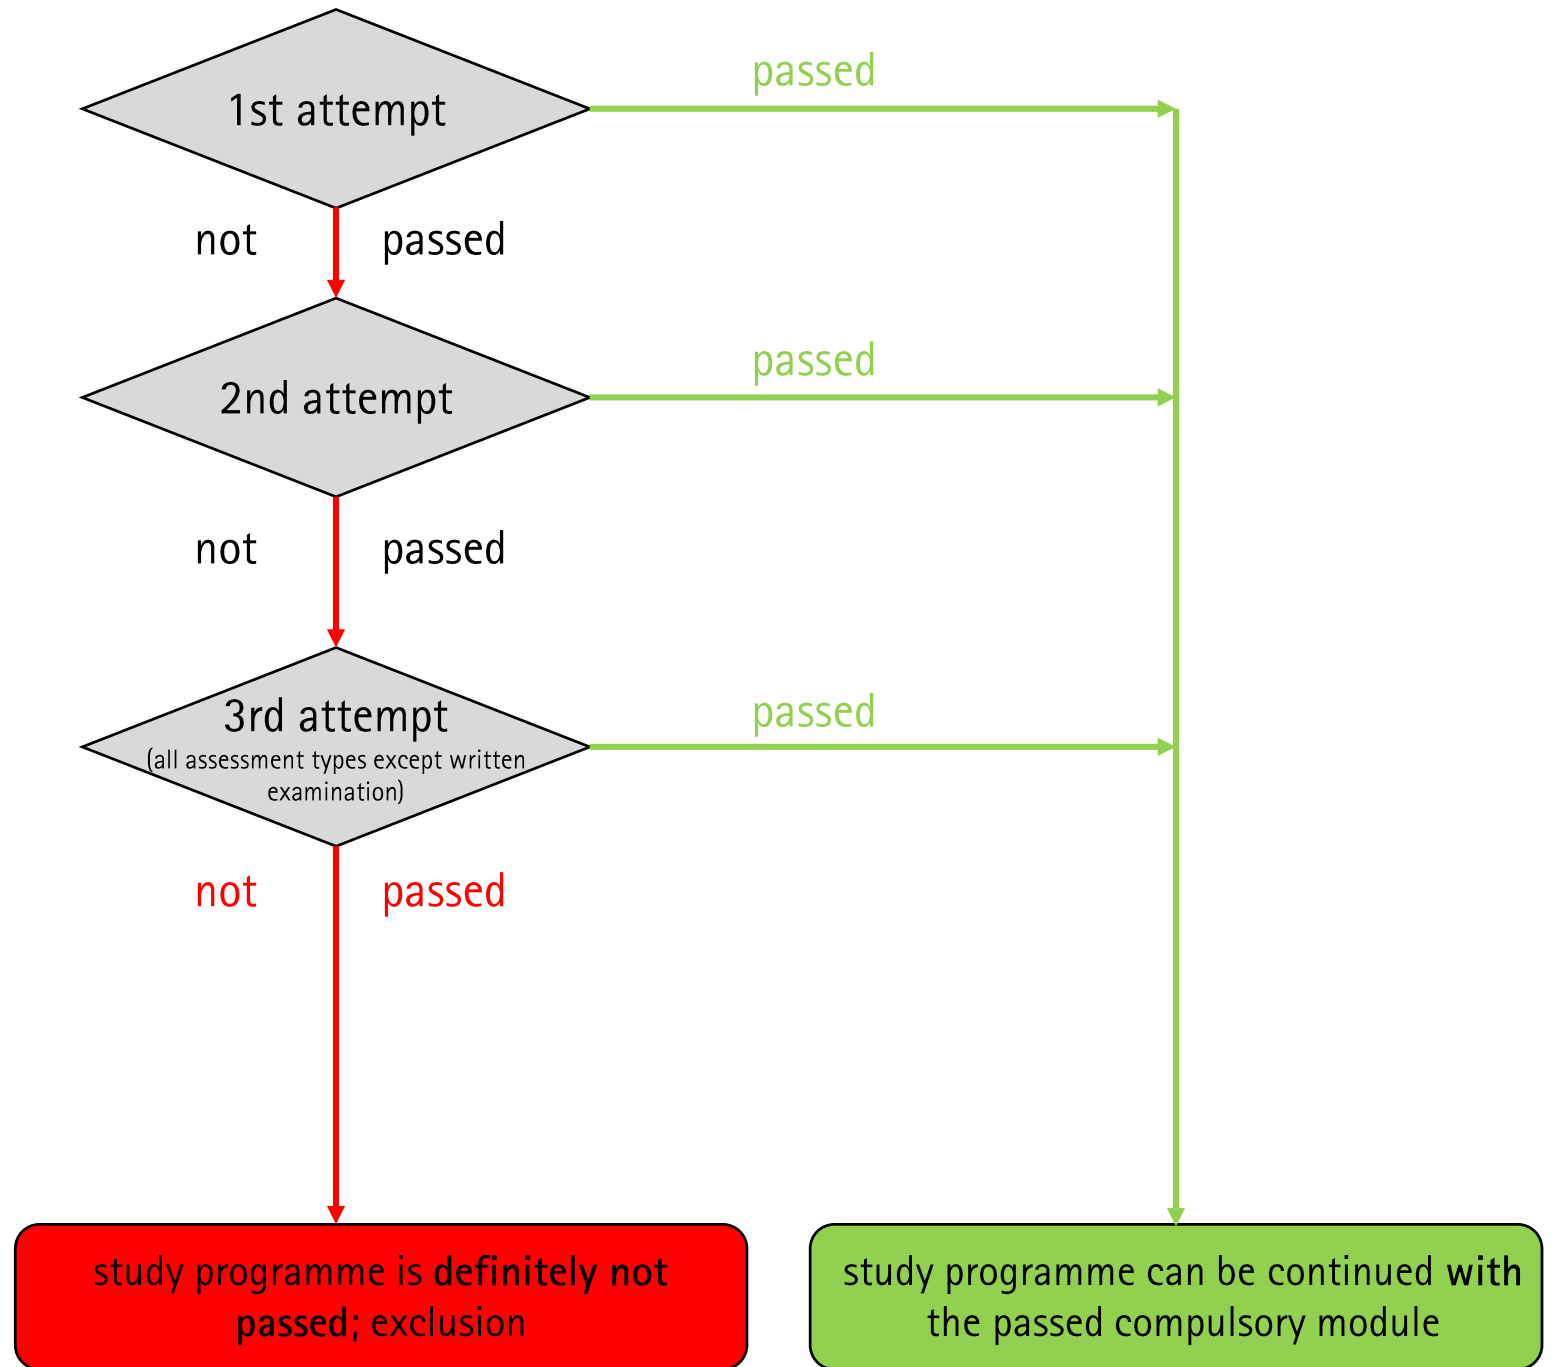 passed
1st attempt
not passed
passed
2nd attempt
not passed
passed
3rd attempt
(all assessment types except written
examination)
not passed
study programme is definitely not
passed; exclusion
study programme can be continued with
the passed compulsory module